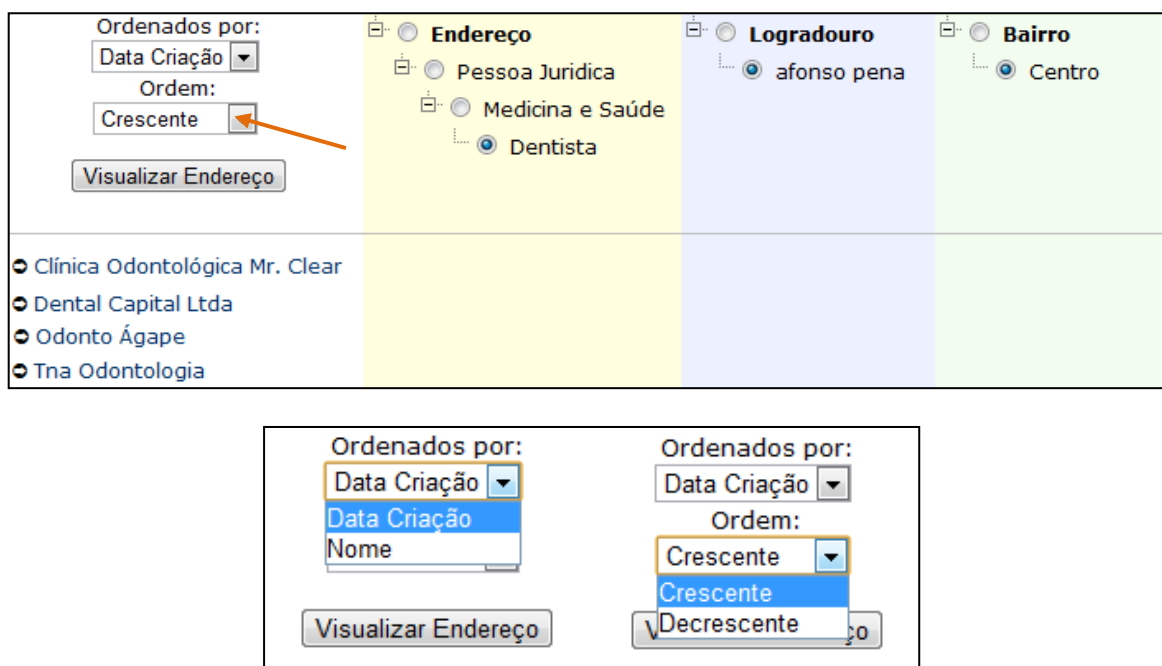 Ordenados por:
Data Criação
Ordem:
Crescente
Visualizar Endereço
Endereço
Pessoa Juridica
Medicina e Saúde
Dentista
Logradouro
afonso pena
Bairro
Centro
Clínica Odontológica Mr. Clear
Dental Capital Ltda
Odonto Ágape
Tna Odontologia
Ordenados por:
Data Criação
Data Criação
Nome
Visualizar Endereço
Ordenados por:
Data Criação
Ordem:
Crescente
Crescente
Decrescente
V ço